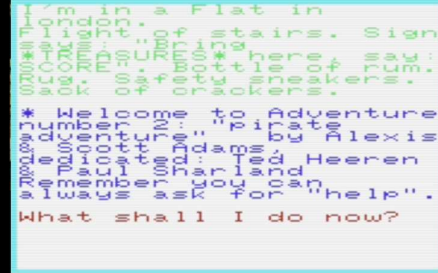 I'm in a Flat in
london.
Flight of stairs. Sign
says: "Bring
*TREASURES* here, say:
SCORE". Bottle of rum.
Rug. Safety sneakers.
Sack of crackers.
* Welcome to Adventure
number 2: "pirate
adventure" by Alexis
& Scott Adams,
dedicated: Ted Heeren
& Paul Sharland
Remember you can
always ask for "help".
What shall I do now?